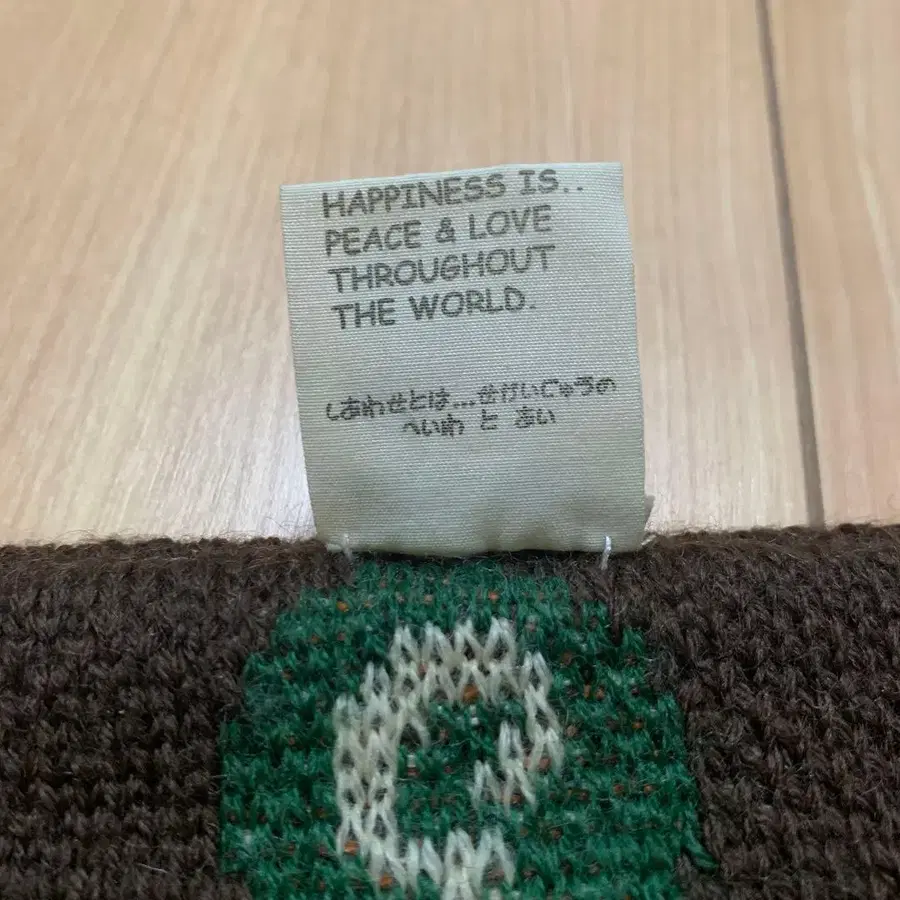 HAPPINESS IS..
PEACE & LOVE
THROUGHOUT
THE WORLD.
しあわせとは...せかいじゅうの
へいわ と あい